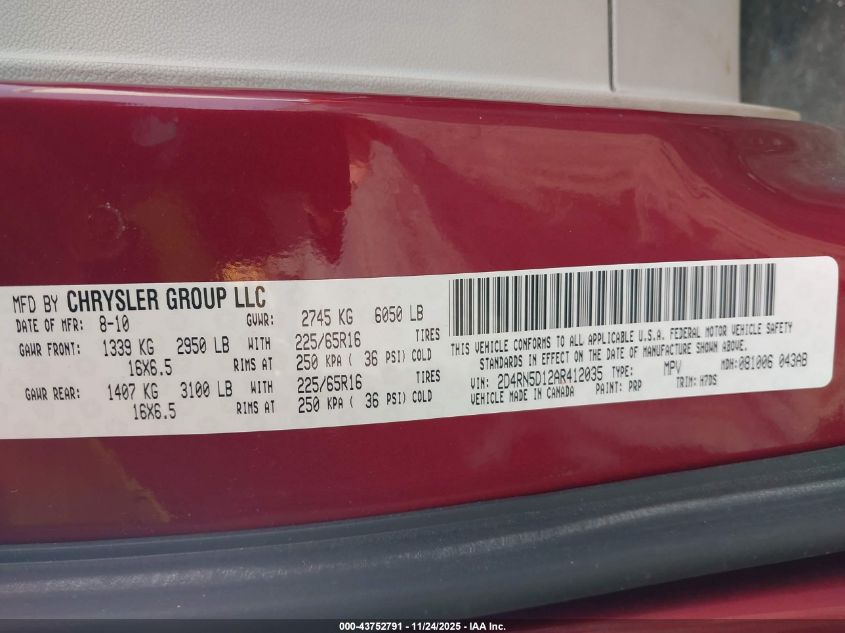 MFD BY CHRYSLER GROUP LLC
DATE OF MFR: 8-10 GVWR: 2745 KG 6050 LB
GAWR FRONT: 1339 KG 2950 LB WITH 225/65R16 TIRES
16X6.5 RIMS AT 250 KPA ( 36 PSI) COLD
GAWR REAR: 1407 KG 3100 LB WITH 225/65R16 TIRES
16X6.5 RIMS AT 250 KPA ( 36 PSI) COLD
THIS VEHICLE CONFORMS TO ALL APPLICABLE U.S.A. FEDERAL MOTOR VEHICLE SAFETY
STANDARDS IN EFFECT ON THE DATE OF MANUFACTURE SHOWN ABOVE.
VIN: 2D4RN5D12AR412035 TYPE: MPV MDH: 081006 043AB
VEHICLE MADE IN CANADA PAINT: PRP TRIM: H7DS
000-43752791 - 11/24/2025 - IAA Inc.